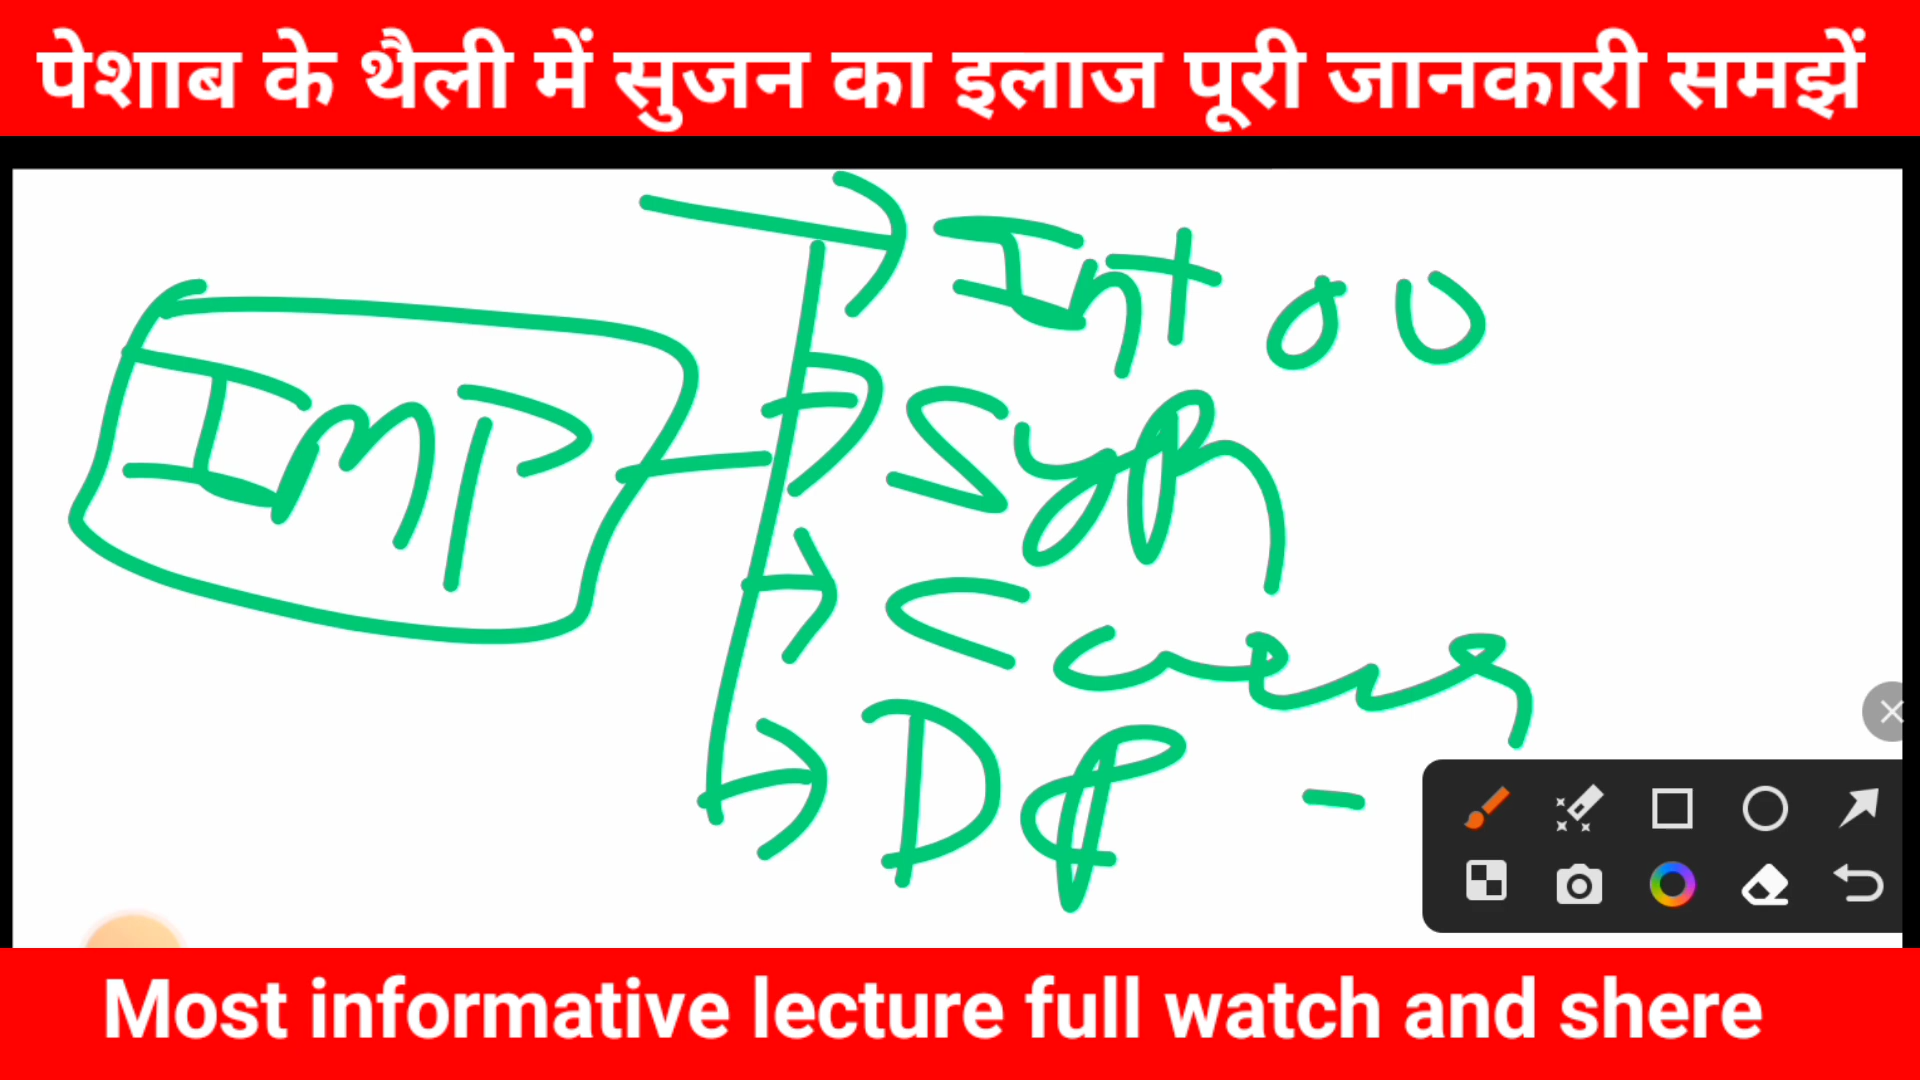 पेशाब के थैली में सुजन का इलाज पूरी जानकारी समझें
IMP
Int
Sym
D
Most informative lecture full watch and shere